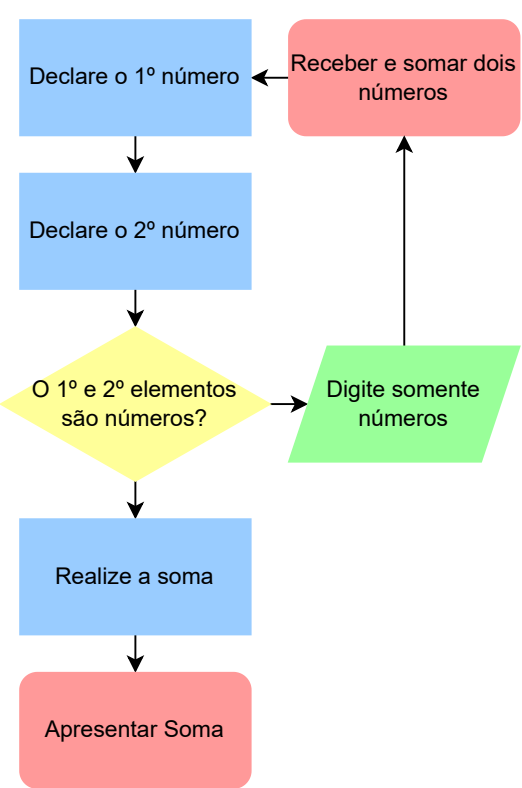 Declare o 1º número
Receber e somar dois
números
Declare o 2º número
O 1º e 2º elementos
são números?
Digite somente
números
Realize a soma
Apresentar Soma